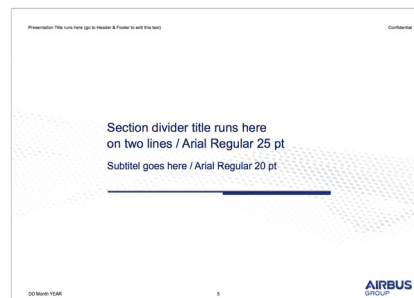 Presentation Title runs here (go to Header & Footer to edit this text)
Confidential
Section divider title runs here
on two lines / Arial Regular 25 pt
Subtitel goes here / Arial Regular 20 pt
DD Month YEAR
5
AIRBUS
GROUP